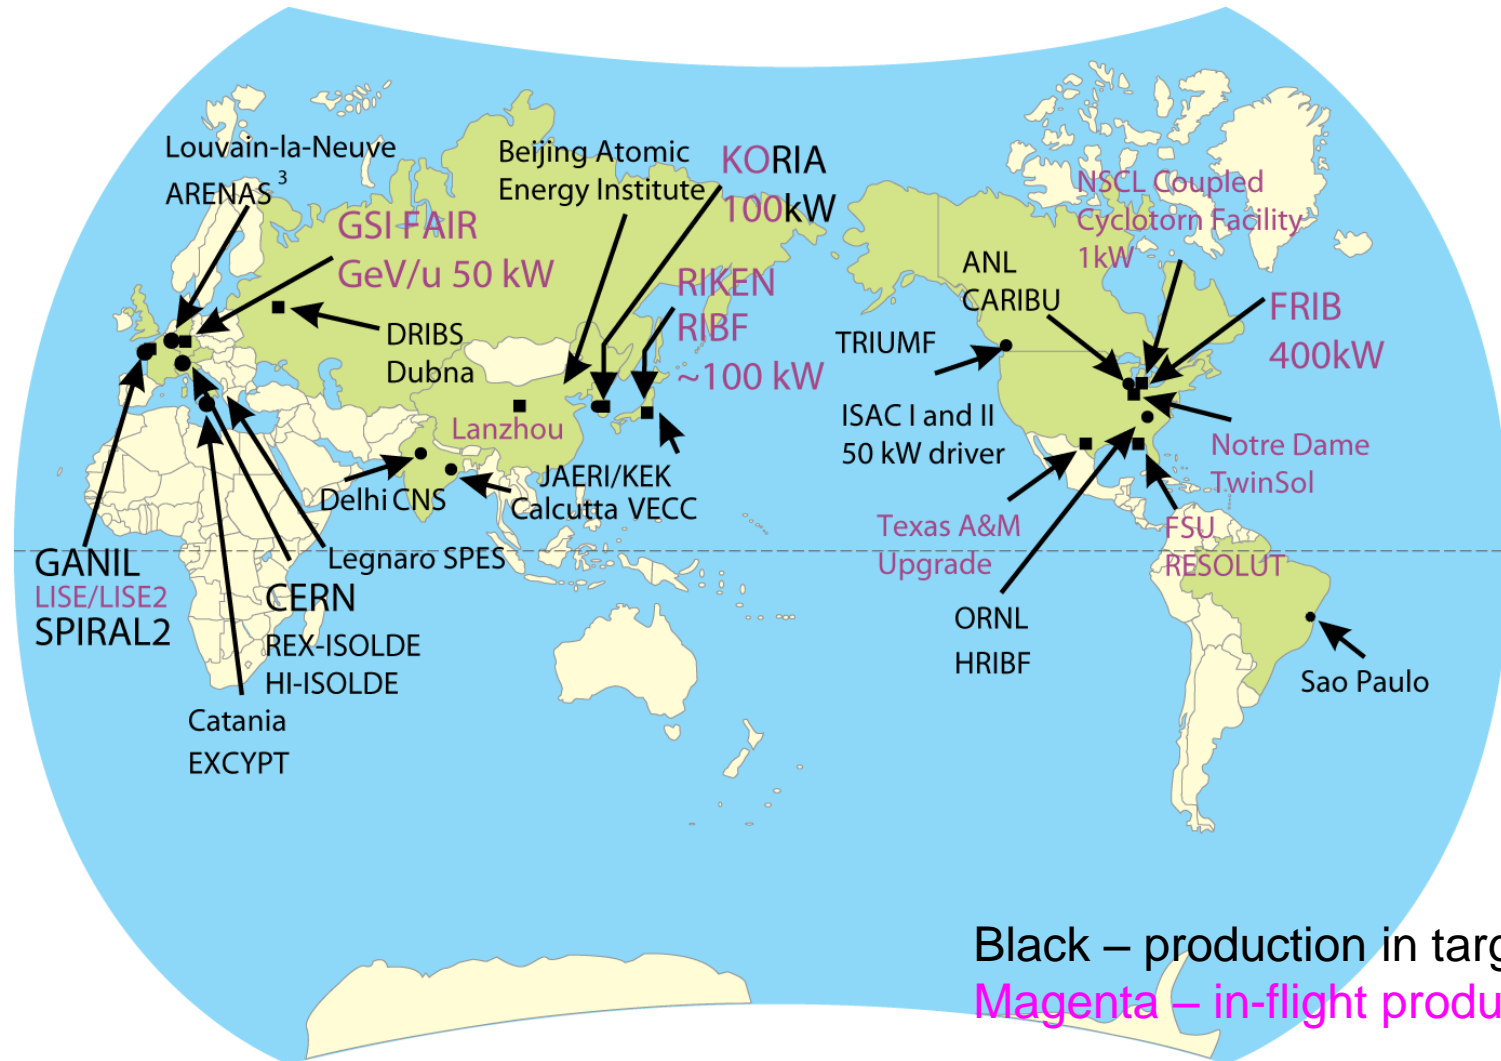 Louvain-la-Neuve
ARENAS 3
GSI FAIR
GeV/u 50 kW
DRIBS
Dubna
Beijing Atomic
Energy Institute
KORIA
100kW
RIKEN
RIBF
~100 kW
Lanzhou
JAERI/KEK
Calcutta VECC
Delhi CNS
Legnaro SPES
GANIL
LISE/LISE2
SPIRAL2
CERN
REX-ISOLDE
HI-ISOLDE
Catania
EXCYPT
NSCL Coupled
Cyclotorn Facility
1kW
ANL
CARIBU
TRIUMF
ISAC I and II
50 kW driver
FRIB
400kW
Notre Dame
TwinSol
Texas A&M
Upgrade
FSU
RESOLUT
ORNL
HRIBF
Sao Paulo
Black – production in
Magenta – in-flight